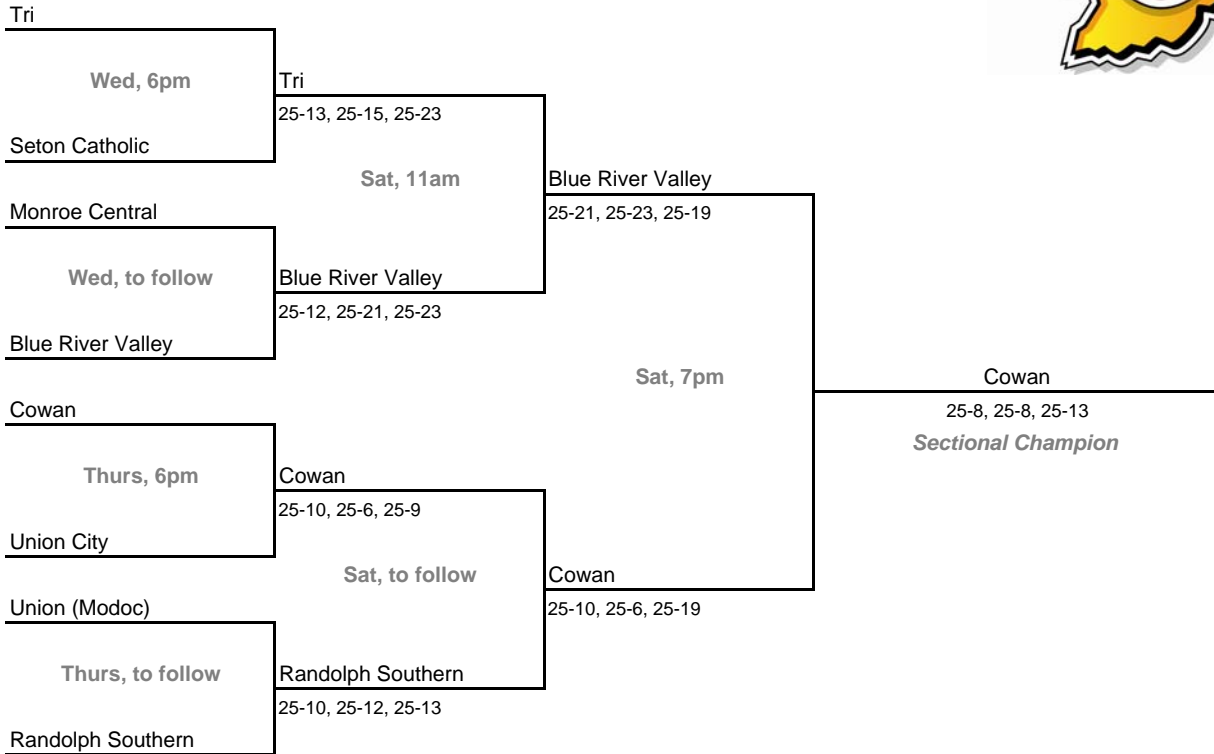 Tri
Wed, 6pm
Tri
25-13, 25-15, 25-23
Seton Catholic
Sat, 11am
Blue River Valley
Monroe Central
25-21, 25-23, 25-19
Wed, to follow
Blue River Valley
25-12, 25-21, 25-23
Blue River Valley
Sat, 7pm
Cowan
Cowan
25-8, 25-8, 25-13
Sectional Champion
Thurs, 6pm
Cowan
25-10, 25-6, 25-9
Union City
Sat, to follow
Cowan
Union (Modoc)
25-10, 25-6, 25-19
Thurs, to follow
Randolph Southern
25-10, 25-12, 25-13
Randolph Southern